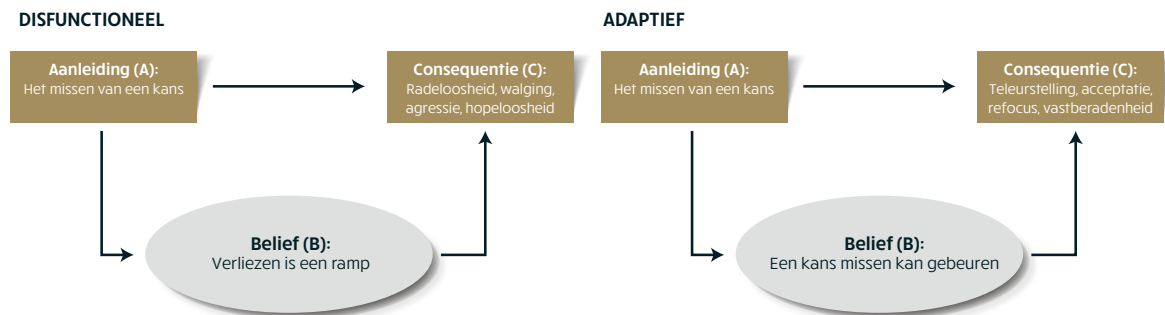 DISFUNCTIONEEL
Aanleiding (A):
Het missen van een kans
Consequentie (C):
Radeloosheid, walging,
agressie, hopeloosheid
Belief (B):
Verliezen is een ramp
ADAPTIEF
Aanleiding (A):
Het missen van een kans
Consequentie (C):
Teleurstelling, acceptatie,
refocus, vastberadenheid
Belief (B):
Een kans missen kan gebeuren